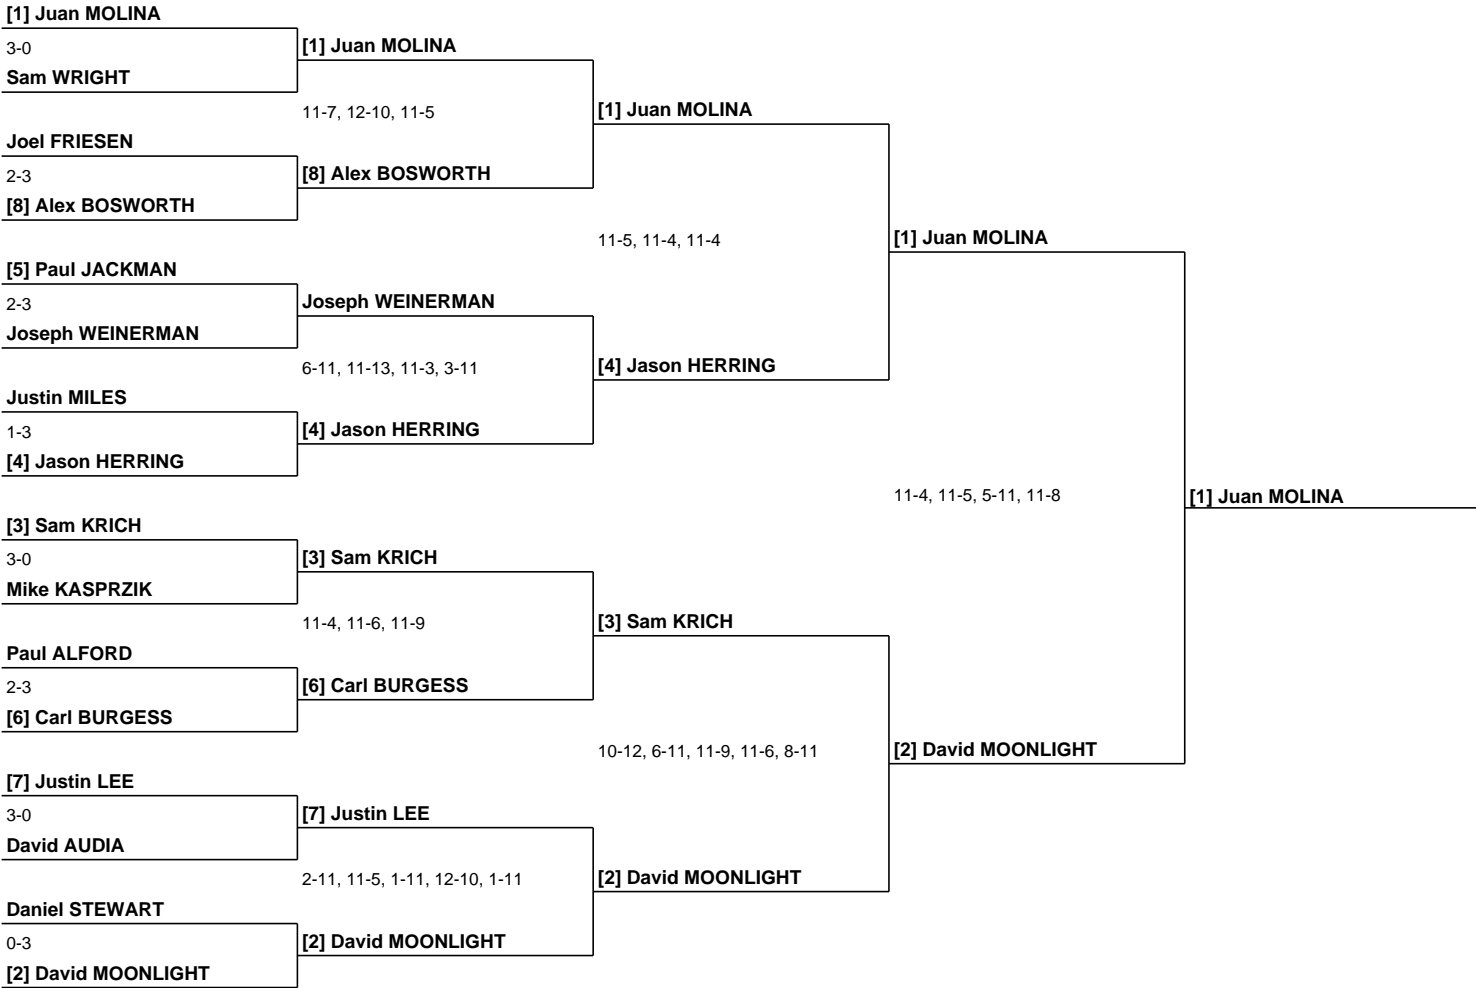 [1] Juan MOLINA
3-0
Sam WRIGHT
Joel FRIESEN
2-3
[8] Alex BOSWORTH
[5] Paul JACKMAN
2-3
Joseph WEINERMAN
Justin MILES
1-3
[4] Jason HERRING
[3] Sam KRICH
3-0
Mike KASPRZIK
Paul ALFORD
2-3
[6] Carl BURGESS
[7] Justin LEE
3-0
David AUDIA
Daniel STEWART
0-3
[2] David MOONLIGHT
[1] Juan MOLINA
11-7, 12-10, 11-5
[8] Alex BOSWORTH
Joseph WEINERMAN
6-11, 11-13, 11-3, 3-11
[4] Jason HERRING
[3] Sam KRICH
11-4, 11-6, 11-9
[6] Carl BURGESS
[7] Justin LEE
2-11, 11-5, 1-11, 12-10, 1-11
[2] David MOONLIGHT
[1] Juan MOLINA
11-5, 11-4, 11-4
[4] Jason HERRING
[3] Sam KRICH
10-12, 6-11, 11-9, 11-6, 8-11
[2] David MOONLIGHT
[1] Juan MOLINA
11-4, 11-5, 5-11, 11-8
[2] David MOONLIGHT
[1] Juan MOLINA